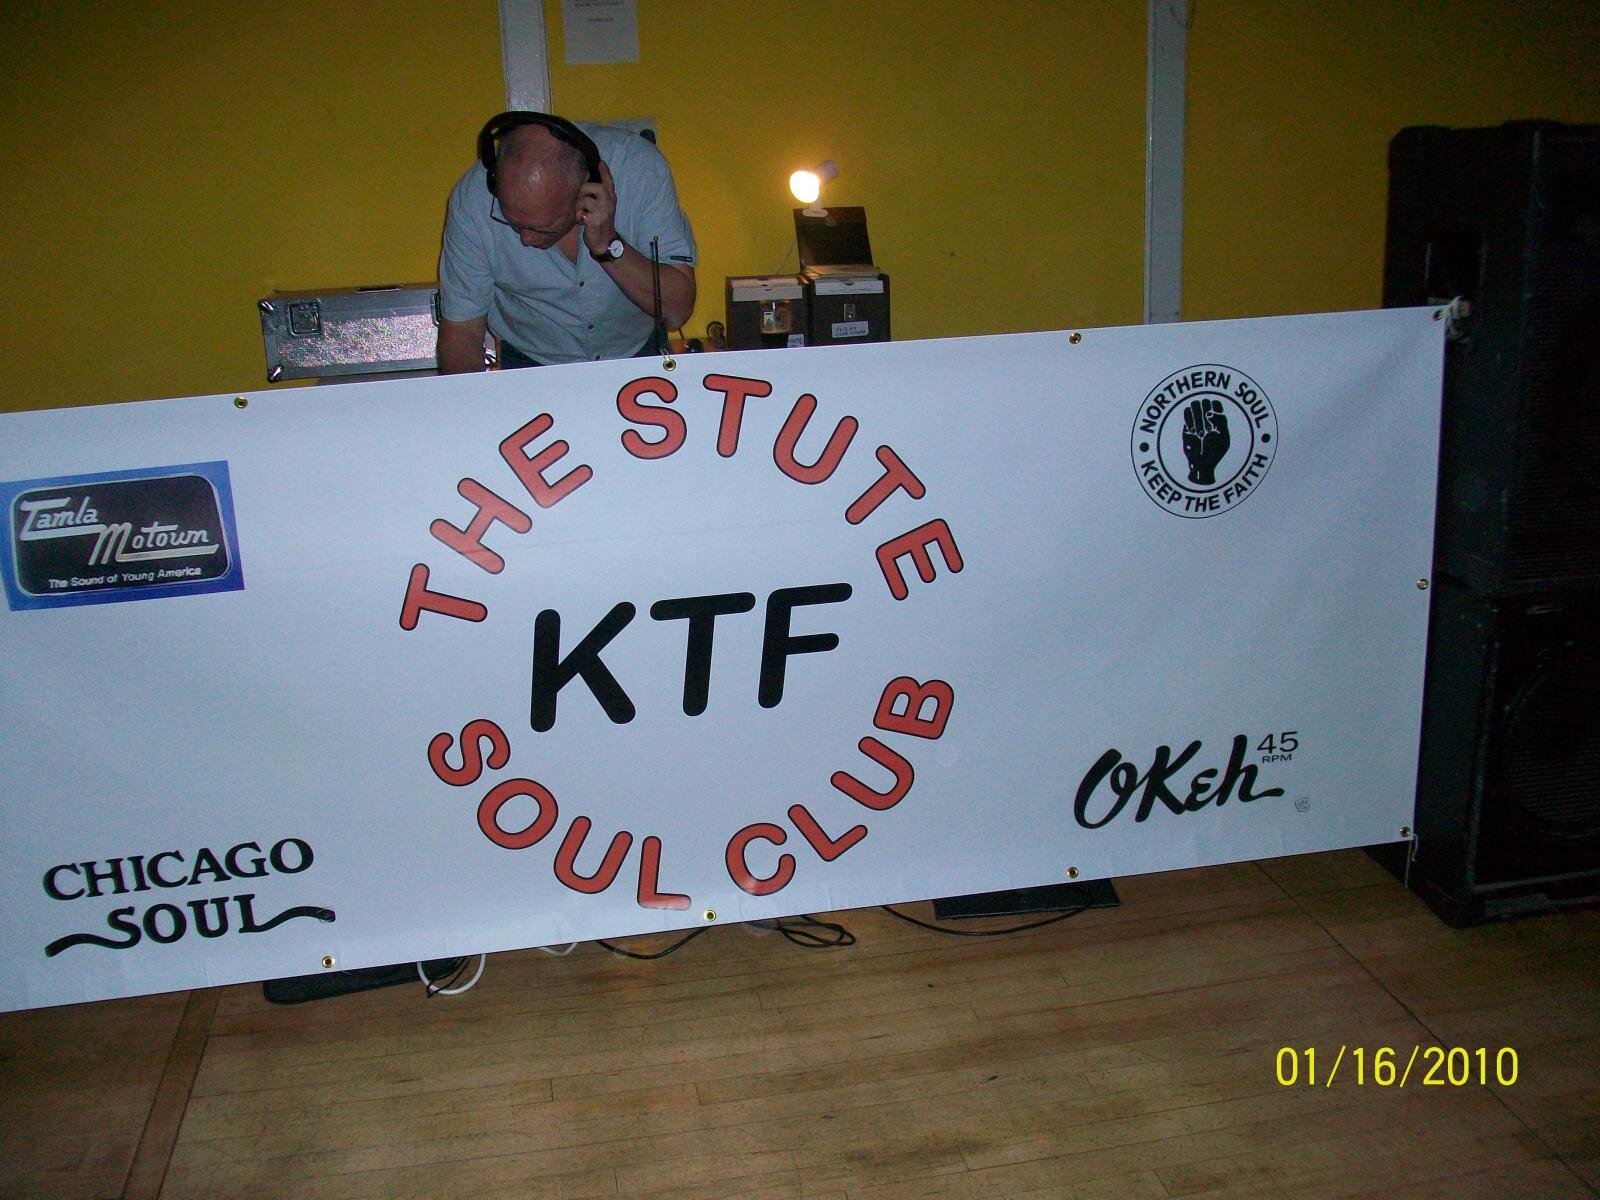 THE STUTE
KTF
SOUL CLUB
Tamla
Motown
The Sound of Young America
NORTHERN SOUL
KEEP THE FAITH
CHICAGO
SOUL
OKeh 45
RPM
01/16/2010